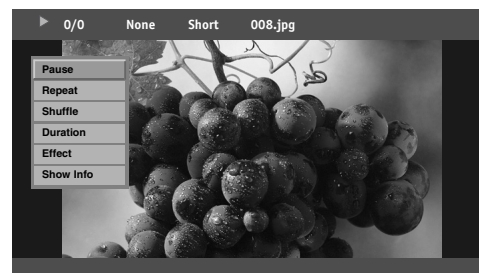 0/0 None Short 008.jpg
Pause
Repeat
Shuffle
Duration
Effect
Show Info